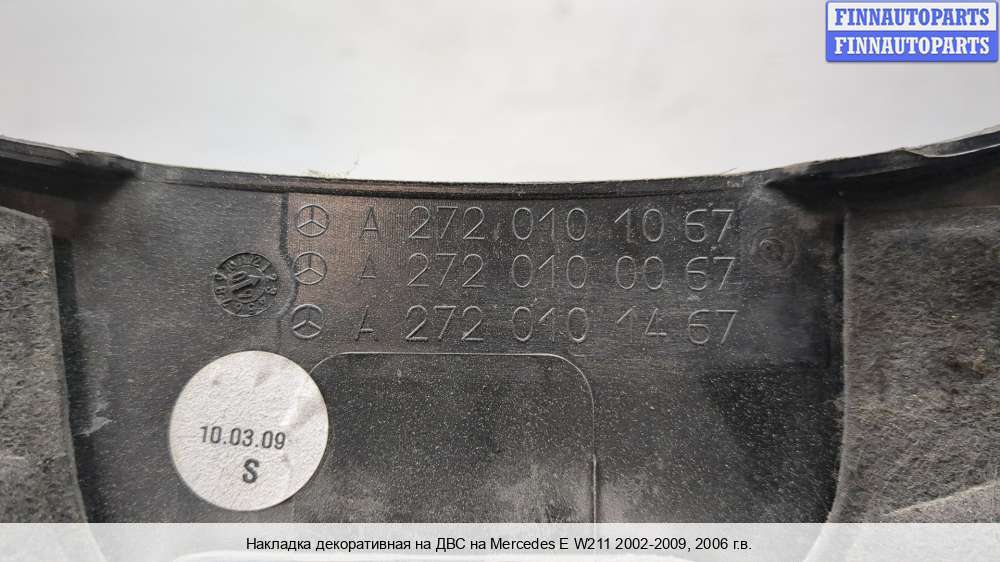 FINNAUTOPARTS
FINNAUTOPARTS
A 272 010 10 67
A 272 010 00 67
A 272 010 14 67
10.03.09
S
Накладка декоративная на ДВС на Mercedes E W211 2002-2009, 2006 г.в.